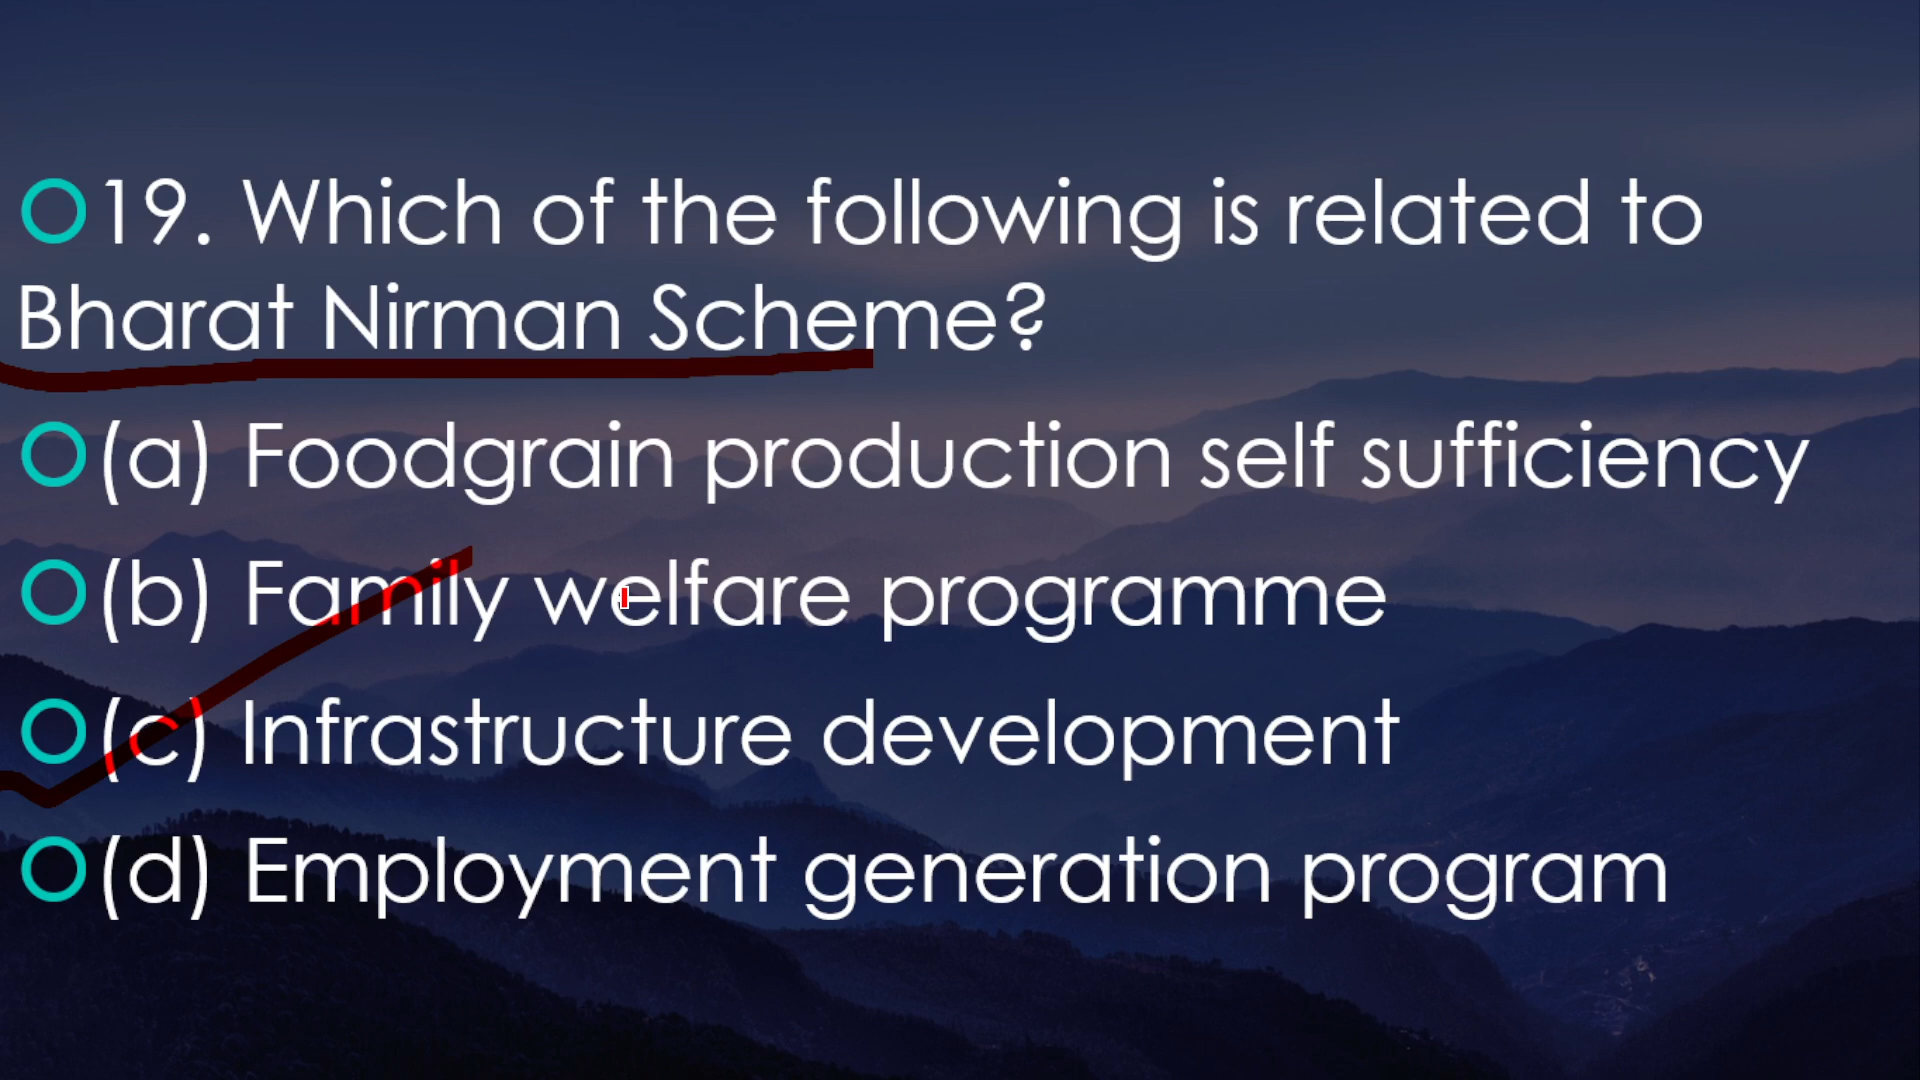 19. Which of the following is related to
Bharat Nirman Scheme?
(a) Foodgrain production self sufficiency
(b) Family welfare programme
(c) Infrastructure development
(d) Employment generation program